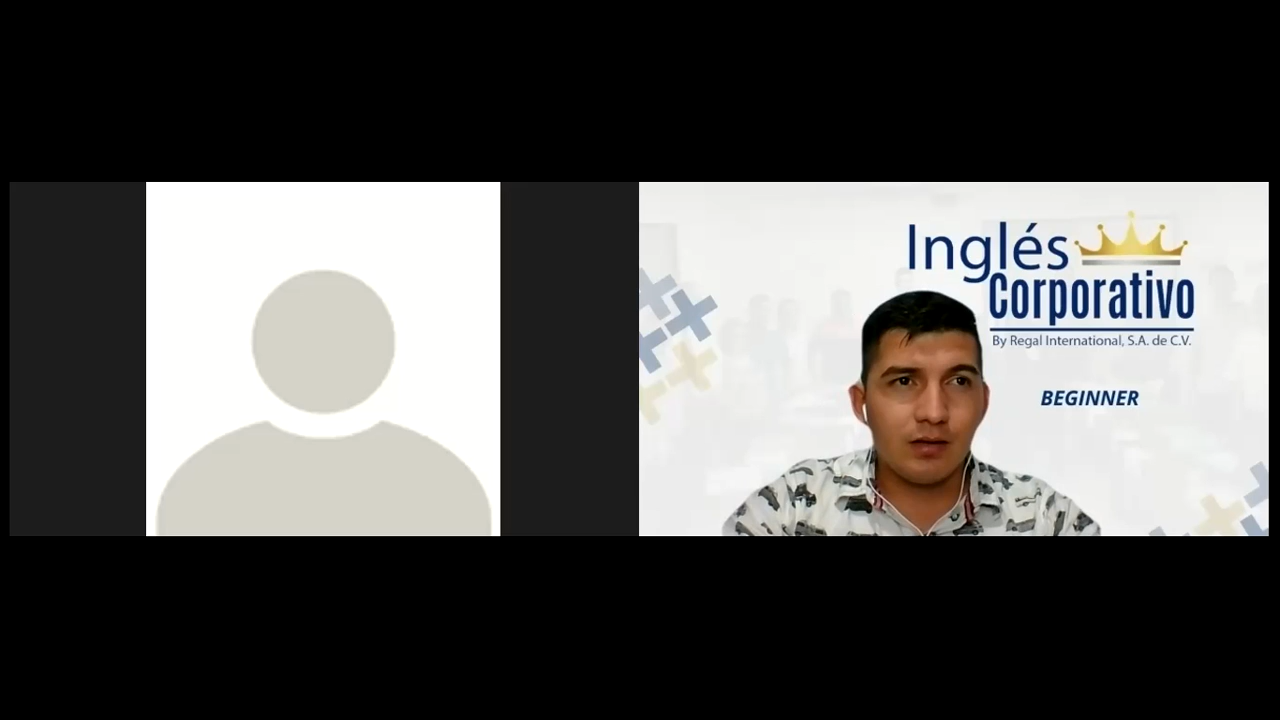 Inglés
Corporativo
By Regal International, S.A. de C.V.
BEGINNER